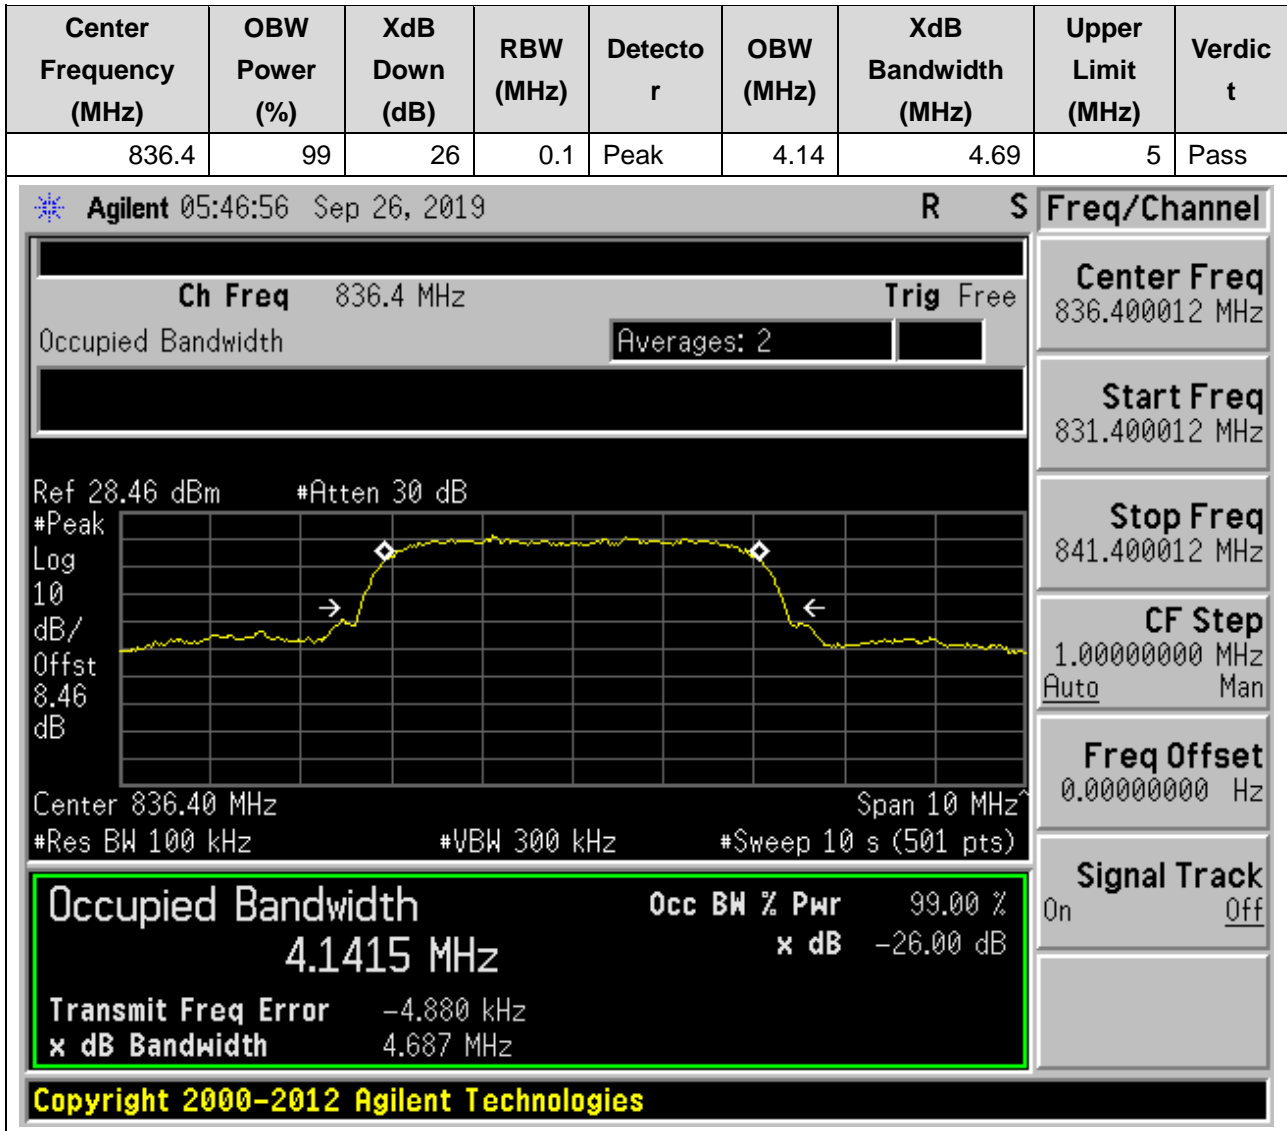 Center Frequency (MHz) OBW Power (%) XdB Down (dB) RBW (MHz) Detecto r OBW (MHz) XdB Bandwidth (MHz) Upper Limit (MHz) Verdic t
836.4 99 26 0.1 Peak 4.14 4.69 5 Pass
Agilent 05:46:56 Sep 26, 2019 R S
Ch Freq 836.4 MHz Trig Free
Occupied Bandwidth Averages: 2
Ref 28.46 dBm #Atten 30 dB
#Peak
Log
10
dB/
Offst
8.46
dB
Center 836.40 MHz Span 10 MHz^
#Res BW 100 kHz #VBW 300 kHz #Sweep 10 s (501 pts)
Occupied Bandwidth Occ BW % Pwr 99.00 %
4.1415 MHz x dB -26.00 dB
Transmit Freq Error -4.880 kHz
x dB Bandwidth 4.687 MHz
Freq/Channel
Center Freq
836.400012 MHz
Start Freq
831.400012 MHz
Stop Freq
841.400012 MHz
CF Step
1.00000000 MHz
Auto Man
Freq Offset
0.00000000 Hz
Signal Track
On Off
Copyright 2000-2012 Agilent Technologies